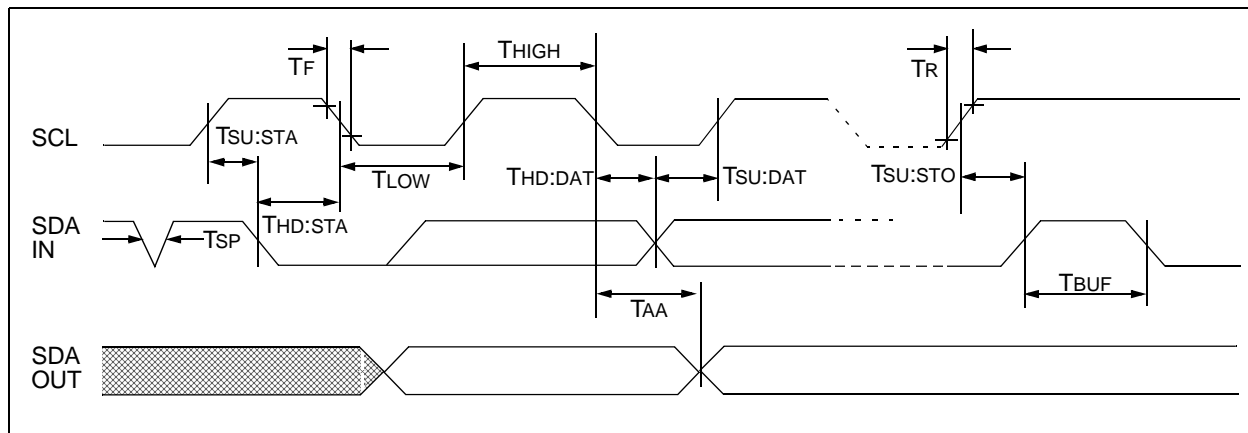 TF
THIGH
TR
SCL
TSU:STA
TLOW
THD:DAT
TSU:DAT
TSU:STO
SDA
IN
TSP
THD:STA
TBUF
TAA
SDA
OUT